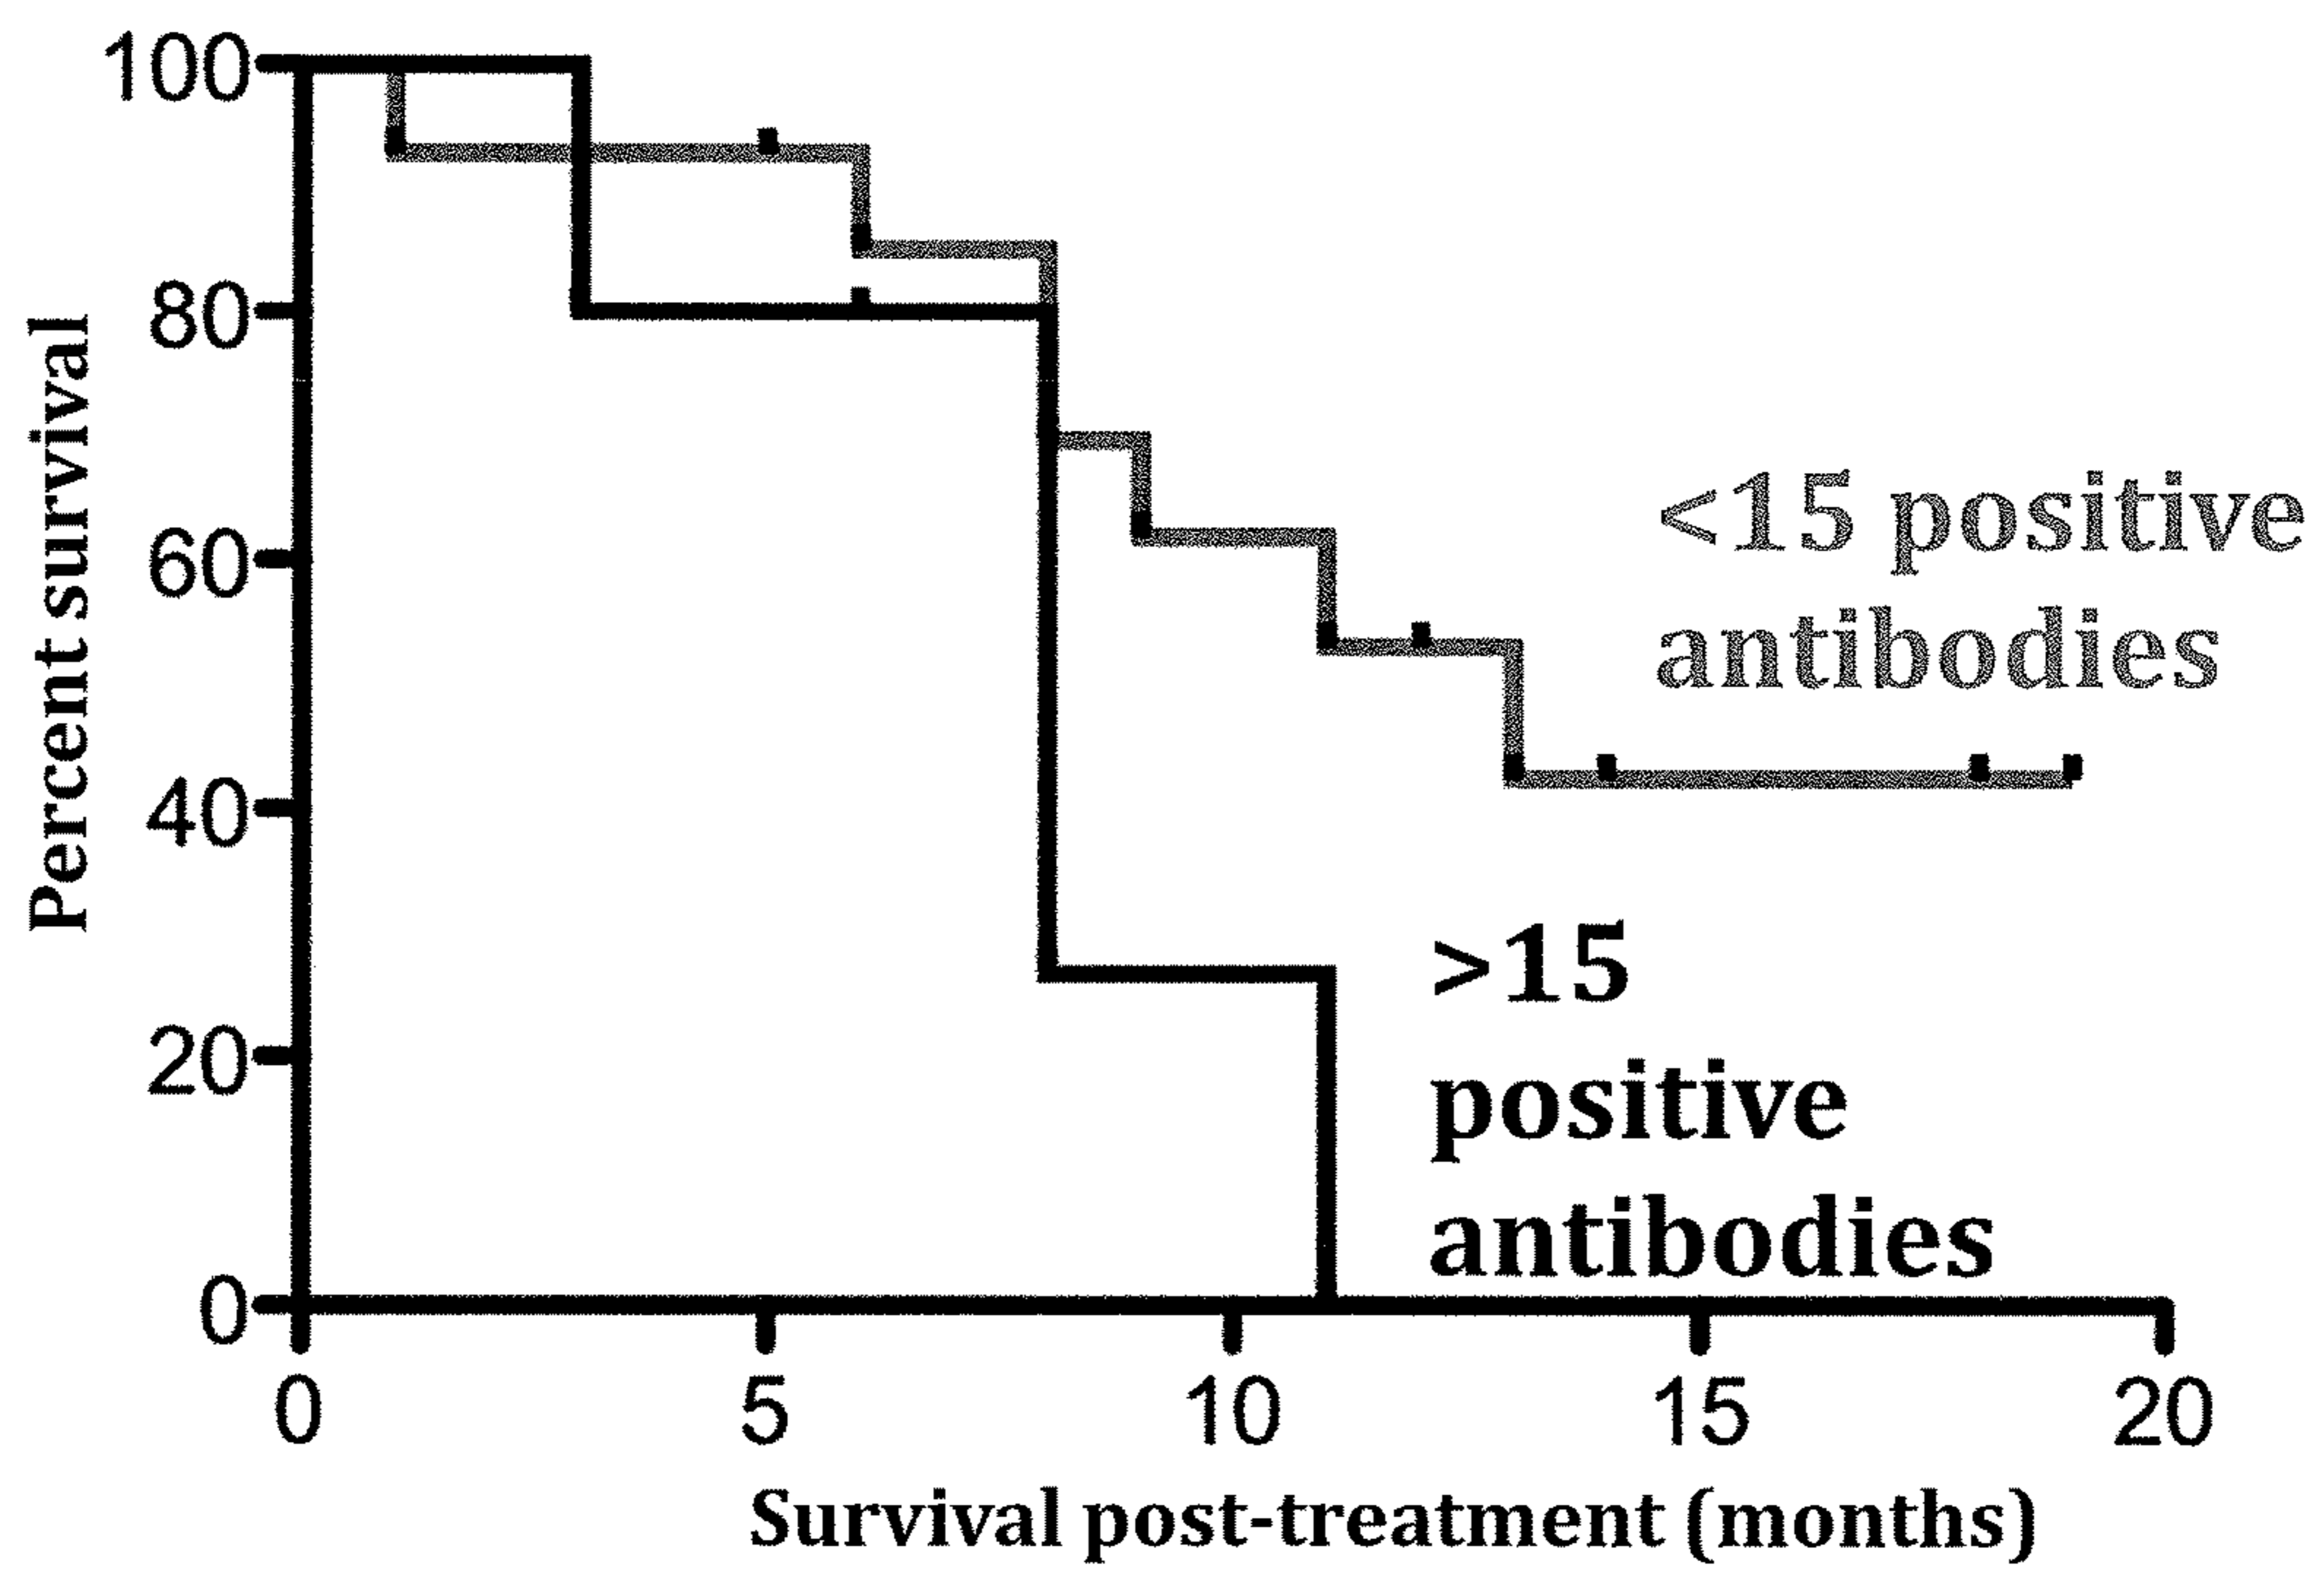 100
80
60
40
20
0
Percent survival
<15 positive
antibodies
>15
positive
antibodies
0 5 10 15 20
Survival post-treatment (months)